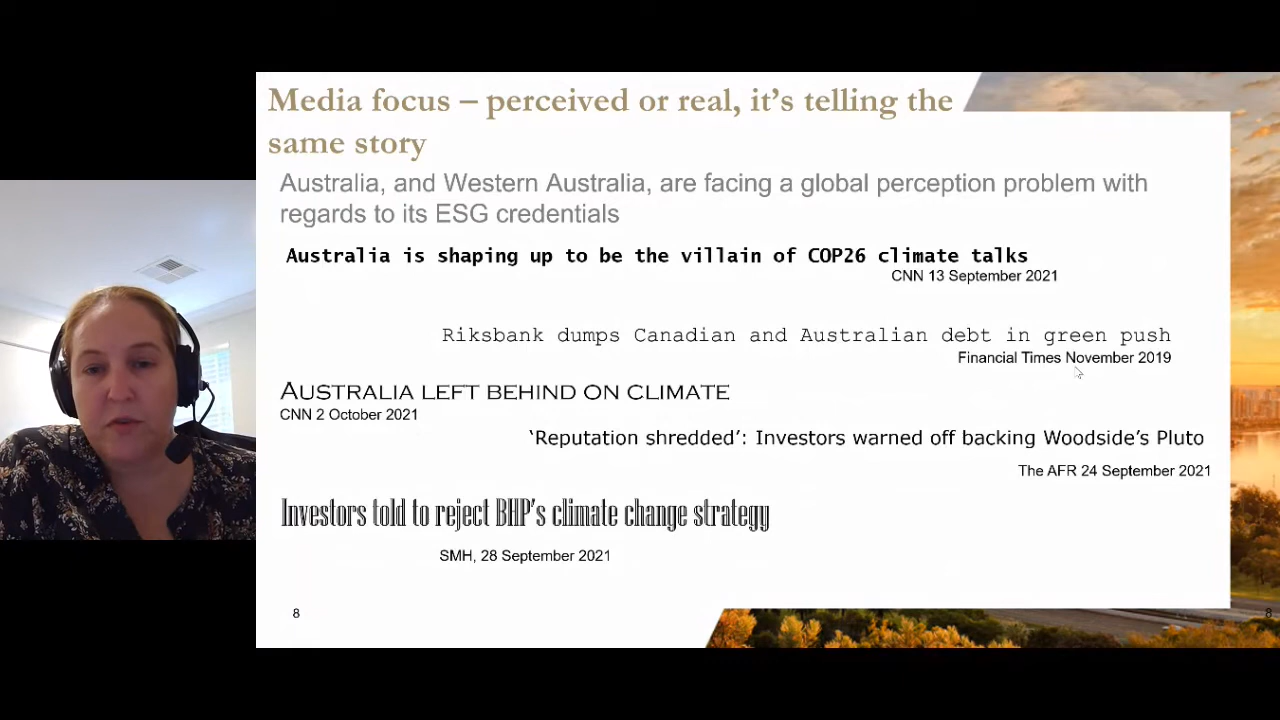 Media focus – perceived or real, it's telling the
same story
Australia, and Western Australia, are facing a global perception problem with
regards to its ESG credentials
Australia is shaping up to be the villain of COP26 climate talks
CNN 13 September 2021
Riksbank dumps Canadian and Australian debt in green push
Financial Times November 2019
AUSTRALIA LEFT BEHIND ON CLIMATE
CNN 2 October 2021
‘Reputation shredded’: Investors warned off backing Woodside’s Pluto
The AFR 24 September 2021
Investors told to reject BHP's climate change strategy
SMH, 28 September 2021
8
8